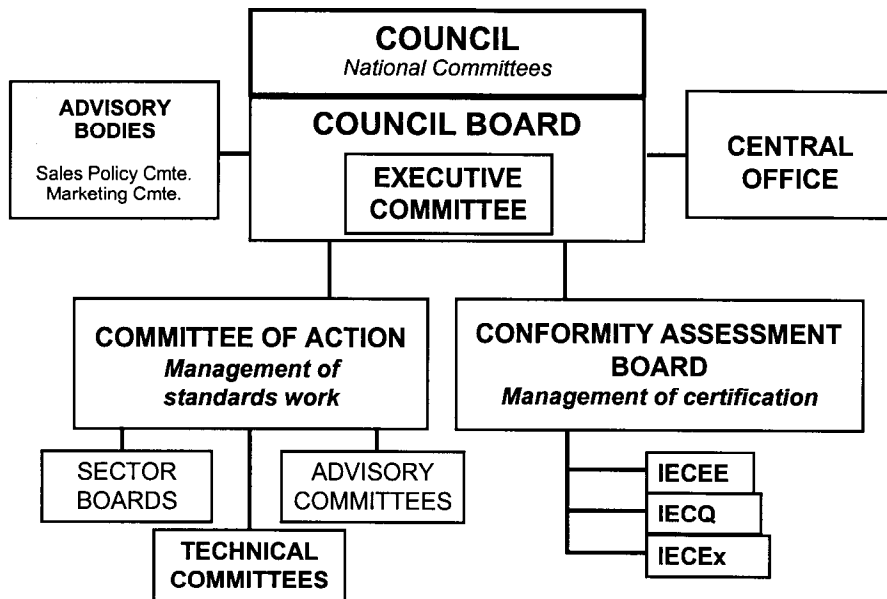 COUNCIL
National Committees
ADVISORY
BODIES
Sales Policy Cmte.
Marketing Cmte.
COUNCIL BOARD
EXECUTIVE
COMMITTEE
CENTRAL
OFFICE
COMMITTEE OF ACTION
Management of
standards work
CONFORMITY ASSESSMENT
BOARD
Management of certification
SECTOR
BOARDS
ADVISORY
COMMITTEES
TECHNICAL
COMMITTEES
IECEE
IECQ
IECEx